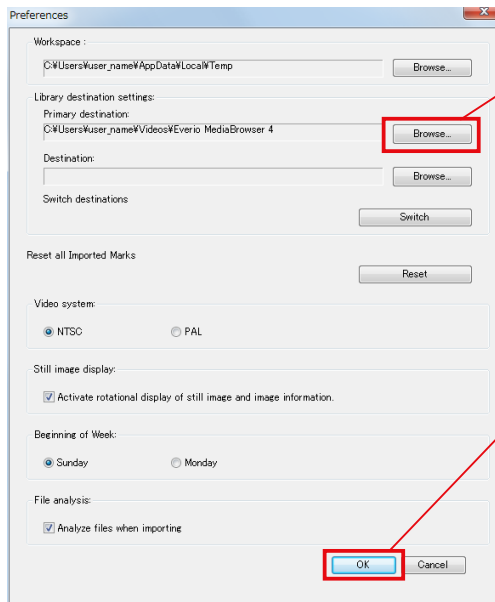 Preferences
Workspace :
C:¥Users¥user_name¥AppData¥Local¥Temp
Browse...
Library destination settings:
Primary destination:
C:¥Users¥user_name¥Videos¥Everio MediaBrowser 4
Browse...
Destination:
Browse...
Switch destinations
Switch
Reset all Imported Marks
Reset
Video system:
NTSC PAL
Still image display:
Activate rotational display of still image and image information.
Beginning of Week:
Sunday Monday
File analysis:
Analyze files when importing
OK Cancel